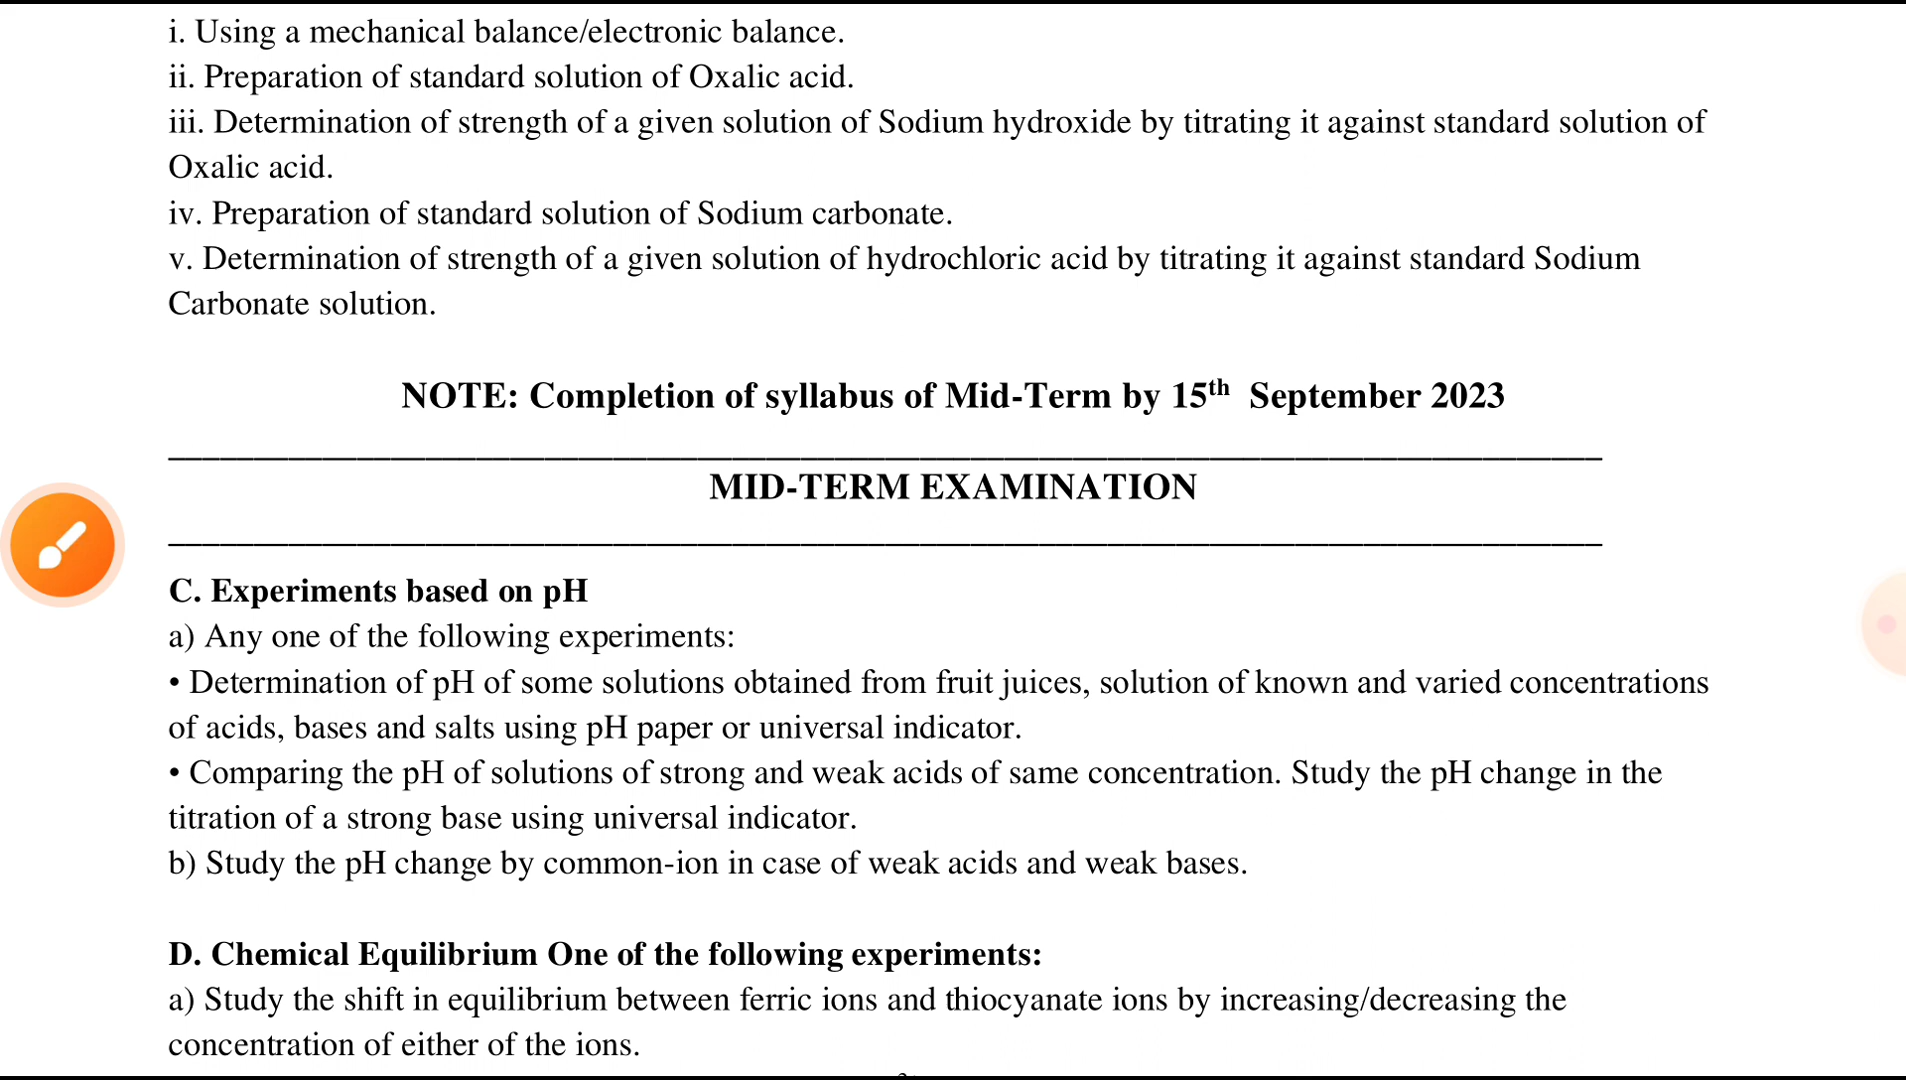 i. Using a mechanical balance/electronic balance.
ii. Preparation of standard solution of Oxalic acid.
iii. Determination of strength of a given solution of Sodium hydroxide by titrating it against standard solution of
Oxalic acid.
iv. Preparation of standard solution of Sodium carbonate.
v. Determination of strength of a given solution of hydrochloric acid by titrating it against standard Sodium
Carbonate solution.
NOTE: Completion of syllabus of Mid-Term by 15th September 2023
MID-TERM EXAMINATION
C. Experiments based on pH
a) Any one of the following experiments:
• Determination of pH of some solutions obtained from fruit juices, solution of known and varied concentrations
of acids, bases and salts using pH paper or universal indicator.
• Comparing the pH of solutions of strong and weak acids of same concentration. Study the pH change in the
titration of a strong base using universal indicator.
b) Study the pH change by common-ion in case of weak acids and weak bases.
D. Chemical Equilibrium One of the following experiments:
a) Study the shift in equilibrium between ferric ions and thiocyanate ions by increasing/decreasing the
concentration of either of the ions.